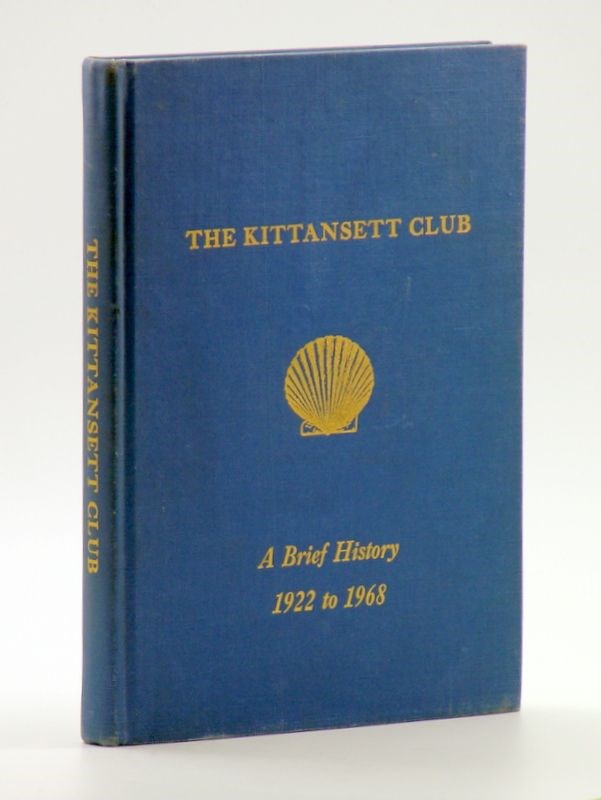 THE KITTANSETT CLUB
THE KITTANSETT CLUB
A Brief History
1922 to 1968